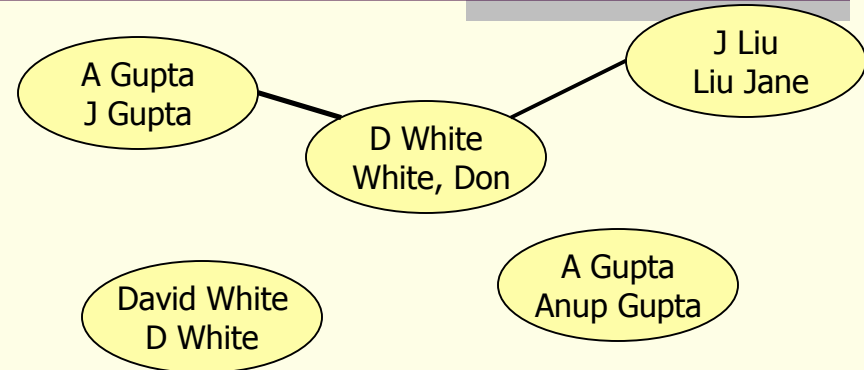 J Liu
Liu Jane
A Gupta
J Gupta
D White
White, Don
A Gupta
Anup Gupta
David White
D White